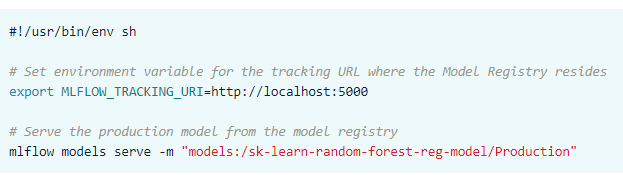 #!/usr/bin/env sh
# Set environment variable for the tracking URL where the Model Registry resides
export MLFLOW_TRACKING_URI=http://localhost:5000
# Serve the production model from the model registry
mlflow models serve -m "models:/sk-learn-random-forest-reg-model/Production"